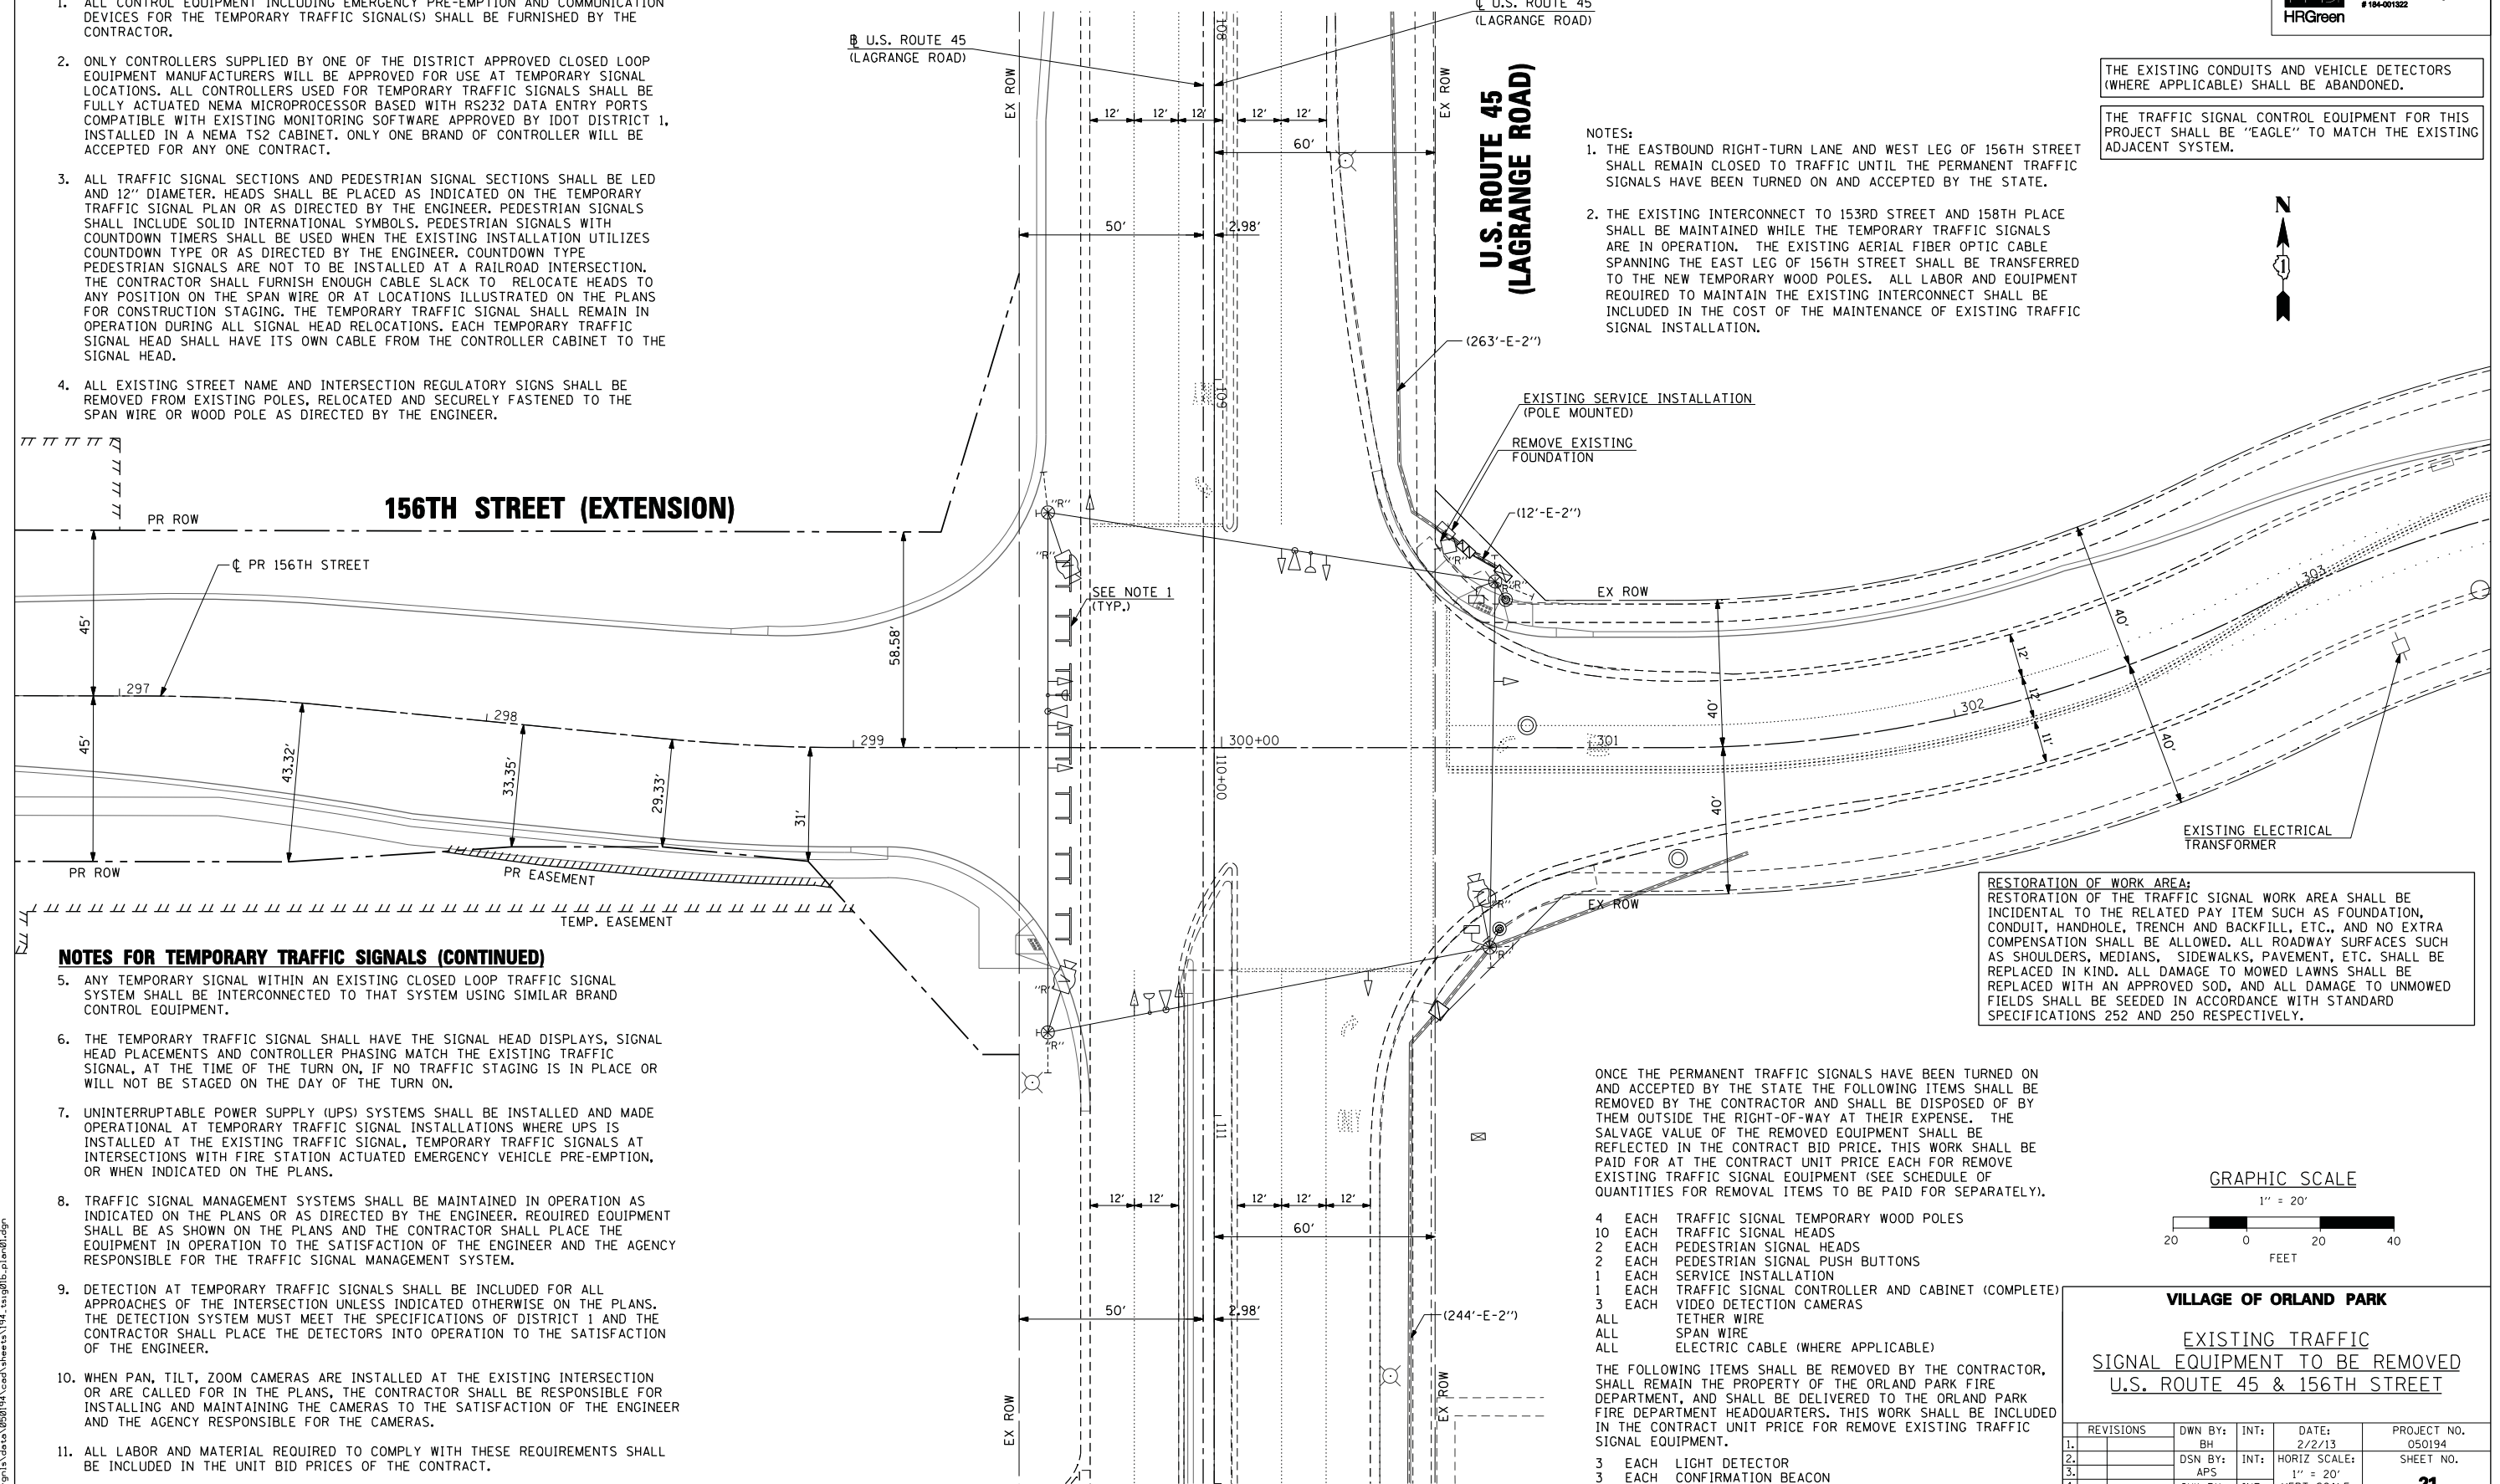 1. ALL CONTROL EQUIPMENT INCLUDING EMERGENCY PRE-EMPTION AND COMMUNICATION
DEVICES FOR THE TEMPORARY TRAFFIC SIGNAL(S) SHALL BE FURNISHED BY THE
CONTRACTOR.
2. ONLY CONTROLLERS SUPPLIED BY ONE OF THE DISTRICT APPROVED CLOSED LOOP
EQUIPMENT MANUFACTURERS WILL BE APPROVED FOR USE AT TEMPORARY SIGNAL
LOCATIONS. ALL CONTROLLERS USED FOR TEMPORARY TRAFFIC SIGNALS SHALL BE
FULLY ACTUATED NEMA MICROPROCESSOR BASED WITH RS232 DATA ENTRY PORTS
COMPATIBLE WITH EXISTING MONITORING SOFTWARE APPROVED BY IDOT DISTRICT 1,
INSTALLED IN A NEMA TS2 CABINET. ONLY ONE BRAND OF CONTROLLER WILL BE
ACCEPTED FOR ANY ONE CONTRACT.
3. ALL TRAFFIC SIGNAL SECTIONS AND PEDESTRIAN SIGNAL SECTIONS SHALL BE LED
AND 12" DIAMETER. HEADS SHALL BE PLACED AS INDICATED ON THE TEMPORARY
TRAFFIC SIGNAL PLAN OR AS DIRECTED BY THE ENGINEER. PEDESTRIAN SIGNALS
SHALL INCLUDE SOLID INTERNATIONAL SYMBOLS. PEDESTRIAN SIGNALS WITH
COUNTDOWN TIMERS SHALL BE USED WHEN THE EXISTING INSTALLATION UTILIZES
COUNTDOWN TYPE OR AS DIRECTED BY THE ENGINEER. COUNTDOWN TYPE
PEDESTRIAN SIGNALS ARE NOT TO BE INSTALLED AT A RAILROAD INTERSECTION.
THE CONTRACTOR SHALL FURNISH ENOUGH CABLE SLACK TO RELOCATE HEADS TO
ANY POSITION ON THE SPAN WIRE OR AT LOCATIONS ILLUSTRATED ON THE PLANS
FOR CONSTRUCTION STAGING. THE TEMPORARY TRAFFIC SIGNAL SHALL REMAIN IN
OPERATION DURING ALL SIGNAL HEAD RELOCATIONS. EACH TEMPORARY TRAFFIC
SIGNAL HEAD SHALL HAVE ITS OWN CABLE FROM THE CONTROLLER CABINET TO THE
SIGNAL HEAD.
4. ALL EXISTING STREET NAME AND INTERSECTION REGULATORY SIGNS SHALL BE
REMOVED FROM EXISTING POLES, RELOCATED AND SECURELY FASTENED TO THE
SPAN WIRE OR WOOD POLE AS DIRECTED BY THE ENGINEER.
℄ U.S. ROUTE 45
(LAGRANGE ROAD)
U.S. ROUTE 45
(LAGRANGE ROAD)
EX ROW
EX ROW
108
12' 12' 12' 12' 12'
60'
50'
2.98'
109
U.S. ROUTE 45
(LAGRANGE ROAD)
HRGreen
# 184-001322
THE EXISTING CONDUITS AND VEHICLE DETECTORS
(WHERE APPLICABLE) SHALL BE ABANDONED.
THE TRAFFIC SIGNAL CONTROL EQUIPMENT FOR THIS
PROJECT SHALL BE "EAGLE" TO MATCH THE EXISTING
ADJACENT SYSTEM.
NOTES:
1. THE EASTBOUND RIGHT-TURN LANE AND WEST LEG OF 156TH STREET
SHALL REMAIN CLOSED TO TRAFFIC UNTIL THE PERMANENT TRAFFIC
SIGNALS HAVE BEEN TURNED ON AND ACCEPTED BY THE STATE.
2. THE EXISTING INTERCONNECT TO 153RD STREET AND 158TH PLACE
SHALL BE MAINTAINED WHILE THE TEMPORARY TRAFFIC SIGNALS
ARE IN OPERATION. THE EXISTING AERIAL FIBER OPTIC CABLE
SPANNING THE EAST LEG OF 156TH STREET SHALL BE TRANSFERRED
TO THE NEW TEMPORARY WOOD POLES. ALL LABOR AND EQUIPMENT
REQUIRED TO MAINTAIN THE EXISTING INTERCONNECT SHALL BE
INCLUDED IN THE COST OF THE MAINTENANCE OF EXISTING TRAFFIC
SIGNAL INSTALLATION.
N
1
(263'-E-2")
EXISTING SERVICE INSTALLATION
(POLE MOUNTED)
REMOVE EXISTING
FOUNDATION
(12'-E-2")
156TH STREET (EXTENSION)
PR ROW
℄ PR 156TH STREET
45'
58.58'
"R"
"R"
SEE NOTE 1
(TYP.)
"R"
"R"
"R"
EX ROW
303
40'
12'
12'
11'
40'
40'
40'
297
298
299
300+00
301
302
110+00
45'
43.32'
33.35'
29.33'
31'
PR ROW
PR EASEMENT
TEMP. EASEMENT
EX ROW
"R"
"R"
"R"
"R"
EXISTING ELECTRICAL
TRANSFORMER
RESTORATION OF WORK AREA:
RESTORATION OF THE TRAFFIC SIGNAL WORK AREA SHALL BE
INCIDENTAL TO THE RELATED PAY ITEM SUCH AS FOUNDATION,
CONDUIT, HANDHOLE, TRENCH AND BACKFILL, ETC., AND NO EXTRA
COMPENSATION SHALL BE ALLOWED. ALL ROADWAY SURFACES SUCH
AS SHOULDERS, MEDIANS, SIDEWALKS, PAVEMENT, ETC. SHALL BE
REPLACED IN KIND. ALL DAMAGE TO MOWED LAWNS SHALL BE
REPLACED WITH AN APPROVED SOD, AND ALL DAMAGE TO UNMOWED
FIELDS SHALL BE SEEDED IN ACCORDANCE WITH STANDARD
SPECIFICATIONS 252 AND 250 RESPECTIVELY.
NOTES FOR TEMPORARY TRAFFIC SIGNALS (CONTINUED)
5. ANY TEMPORARY SIGNAL WITHIN AN EXISTING CLOSED LOOP TRAFFIC SIGNAL
SYSTEM SHALL BE INTERCONNECTED TO THAT SYSTEM USING SIMILAR BRAND
CONTROL EQUIPMENT.
6. THE TEMPORARY TRAFFIC SIGNAL SHALL HAVE THE SIGNAL HEAD DISPLAYS, SIGNAL
HEAD PLACEMENTS AND CONTROLLER PHASING MATCH THE EXISTING TRAFFIC
SIGNAL, AT THE TIME OF THE TURN ON, IF NO TRAFFIC STAGING IS IN PLACE OR
WILL NOT BE STAGED ON THE DAY OF THE TURN ON.
7. UNINTERRUPTABLE POWER SUPPLY (UPS) SYSTEMS SHALL BE INSTALLED AND MADE
OPERATIONAL AT TEMPORARY TRAFFIC SIGNAL INSTALLATIONS WHERE UPS IS
INSTALLED AT THE EXISTING TRAFFIC SIGNAL, TEMPORARY TRAFFIC SIGNALS AT
INTERSECTIONS WITH FIRE STATION ACTUATED EMERGENCY VEHICLE PRE-EMPTION,
OR WHEN INDICATED ON THE PLANS.
8. TRAFFIC SIGNAL MANAGEMENT SYSTEMS SHALL BE MAINTAINED IN OPERATION AS
INDICATED ON THE PLANS OR AS DIRECTED BY THE ENGINEER. REQUIRED EQUIPMENT
SHALL BE AS SHOWN ON THE PLANS AND THE CONTRACTOR SHALL PLACE THE
EQUIPMENT IN OPERATION TO THE SATISFACTION OF THE ENGINEER AND THE AGENCY
RESPONSIBLE FOR THE TRAFFIC SIGNAL MANAGEMENT SYSTEM.
9. DETECTION AT TEMPORARY TRAFFIC SIGNALS SHALL BE INCLUDED FOR ALL
APPROACHES OF THE INTERSECTION UNLESS INDICATED OTHERWISE ON THE PLANS.
THE DETECTION SYSTEM MUST MEET THE SPECIFICATIONS OF DISTRICT 1 AND THE
CONTRACTOR SHALL PLACE THE DETECTORS INTO OPERATION TO THE SATISFACTION
OF THE ENGINEER.
10. WHEN PAN, TILT, ZOOM CAMERAS ARE INSTALLED AT THE EXISTING INTERSECTION
OR ARE CALLED FOR IN THE PLANS, THE CONTRACTOR SHALL BE RESPONSIBLE FOR
INSTALLING AND MAINTAINING THE CAMERAS TO THE SATISFACTION OF THE ENGINEER
AND THE AGENCY RESPONSIBLE FOR THE CAMERAS.
11. ALL LABOR AND MATERIAL REQUIRED TO COMPLY WITH THESE REQUIREMENTS SHALL
BE INCLUDED IN THE UNIT BID PRICES OF THE CONTRACT.
111
12' 12' 12' 12' 12'
60'
50'
2.98'
(244'-E-2")
EX ROW
EX ROW
ONCE THE PERMANENT TRAFFIC SIGNALS HAVE BEEN TURNED ON
AND ACCEPTED BY THE STATE THE FOLLOWING ITEMS SHALL BE
REMOVED BY THE CONTRACTOR AND SHALL BE DISPOSED OF BY
THEM OUTSIDE THE RIGHT-OF-WAY AT THEIR EXPENSE. THE
SALVAGE VALUE OF THE REMOVED EQUIPMENT SHALL BE
REFLECTED IN THE CONTRACT BID PRICE. THIS WORK SHALL BE
PAID FOR AT THE CONTRACT UNIT PRICE EACH FOR REMOVE
EXISTING TRAFFIC SIGNAL EQUIPMENT (SEE SCHEDULE OF
QUANTITIES FOR REMOVAL ITEMS TO BE PAID FOR SEPARATELY).
4 EACH TRAFFIC SIGNAL TEMPORARY WOOD POLES
10 EACH TRAFFIC SIGNAL HEADS
2 EACH PEDESTRIAN SIGNAL HEADS
2 EACH PEDESTRIAN SIGNAL PUSH BUTTONS
1 EACH SERVICE INSTALLATION
1 EACH TRAFFIC SIGNAL CONTROLLER AND CABINET (COMPLETE)
3 EACH VIDEO DETECTION CAMERAS
ALL TETHER WIRE
ALL SPAN WIRE
ALL ELECTRIC CABLE (WHERE APPLICABLE)
THE FOLLOWING ITEMS SHALL BE REMOVED BY THE CONTRACTOR,
SHALL REMAIN THE PROPERTY OF THE ORLAND PARK FIRE
DEPARTMENT, AND SHALL BE DELIVERED TO THE ORLAND PARK
FIRE DEPARTMENT HEADQUARTERS. THIS WORK SHALL BE INCLUDED
IN THE CONTRACT UNIT PRICE FOR REMOVE EXISTING TRAFFIC
SIGNAL EQUIPMENT.
3 EACH LIGHT DETECTOR
3 EACH CONFIRMATION BEACON
GRAPHIC SCALE
1" = 20'
20 0 20 40
FEET
VILLAGE OF ORLAND PARK
EXISTING TRAFFIC
SIGNAL EQUIPMENT TO BE REMOVED
U.S. ROUTE 45 & 156TH STREET
REVISIONS DWN BY: INT: DATE: PROJECT NO.
1. BH 2/2/13 050194
2. DSN BY: INT: HORIZ SCALE: SHEET NO.
3. APS 1" = 20' 21